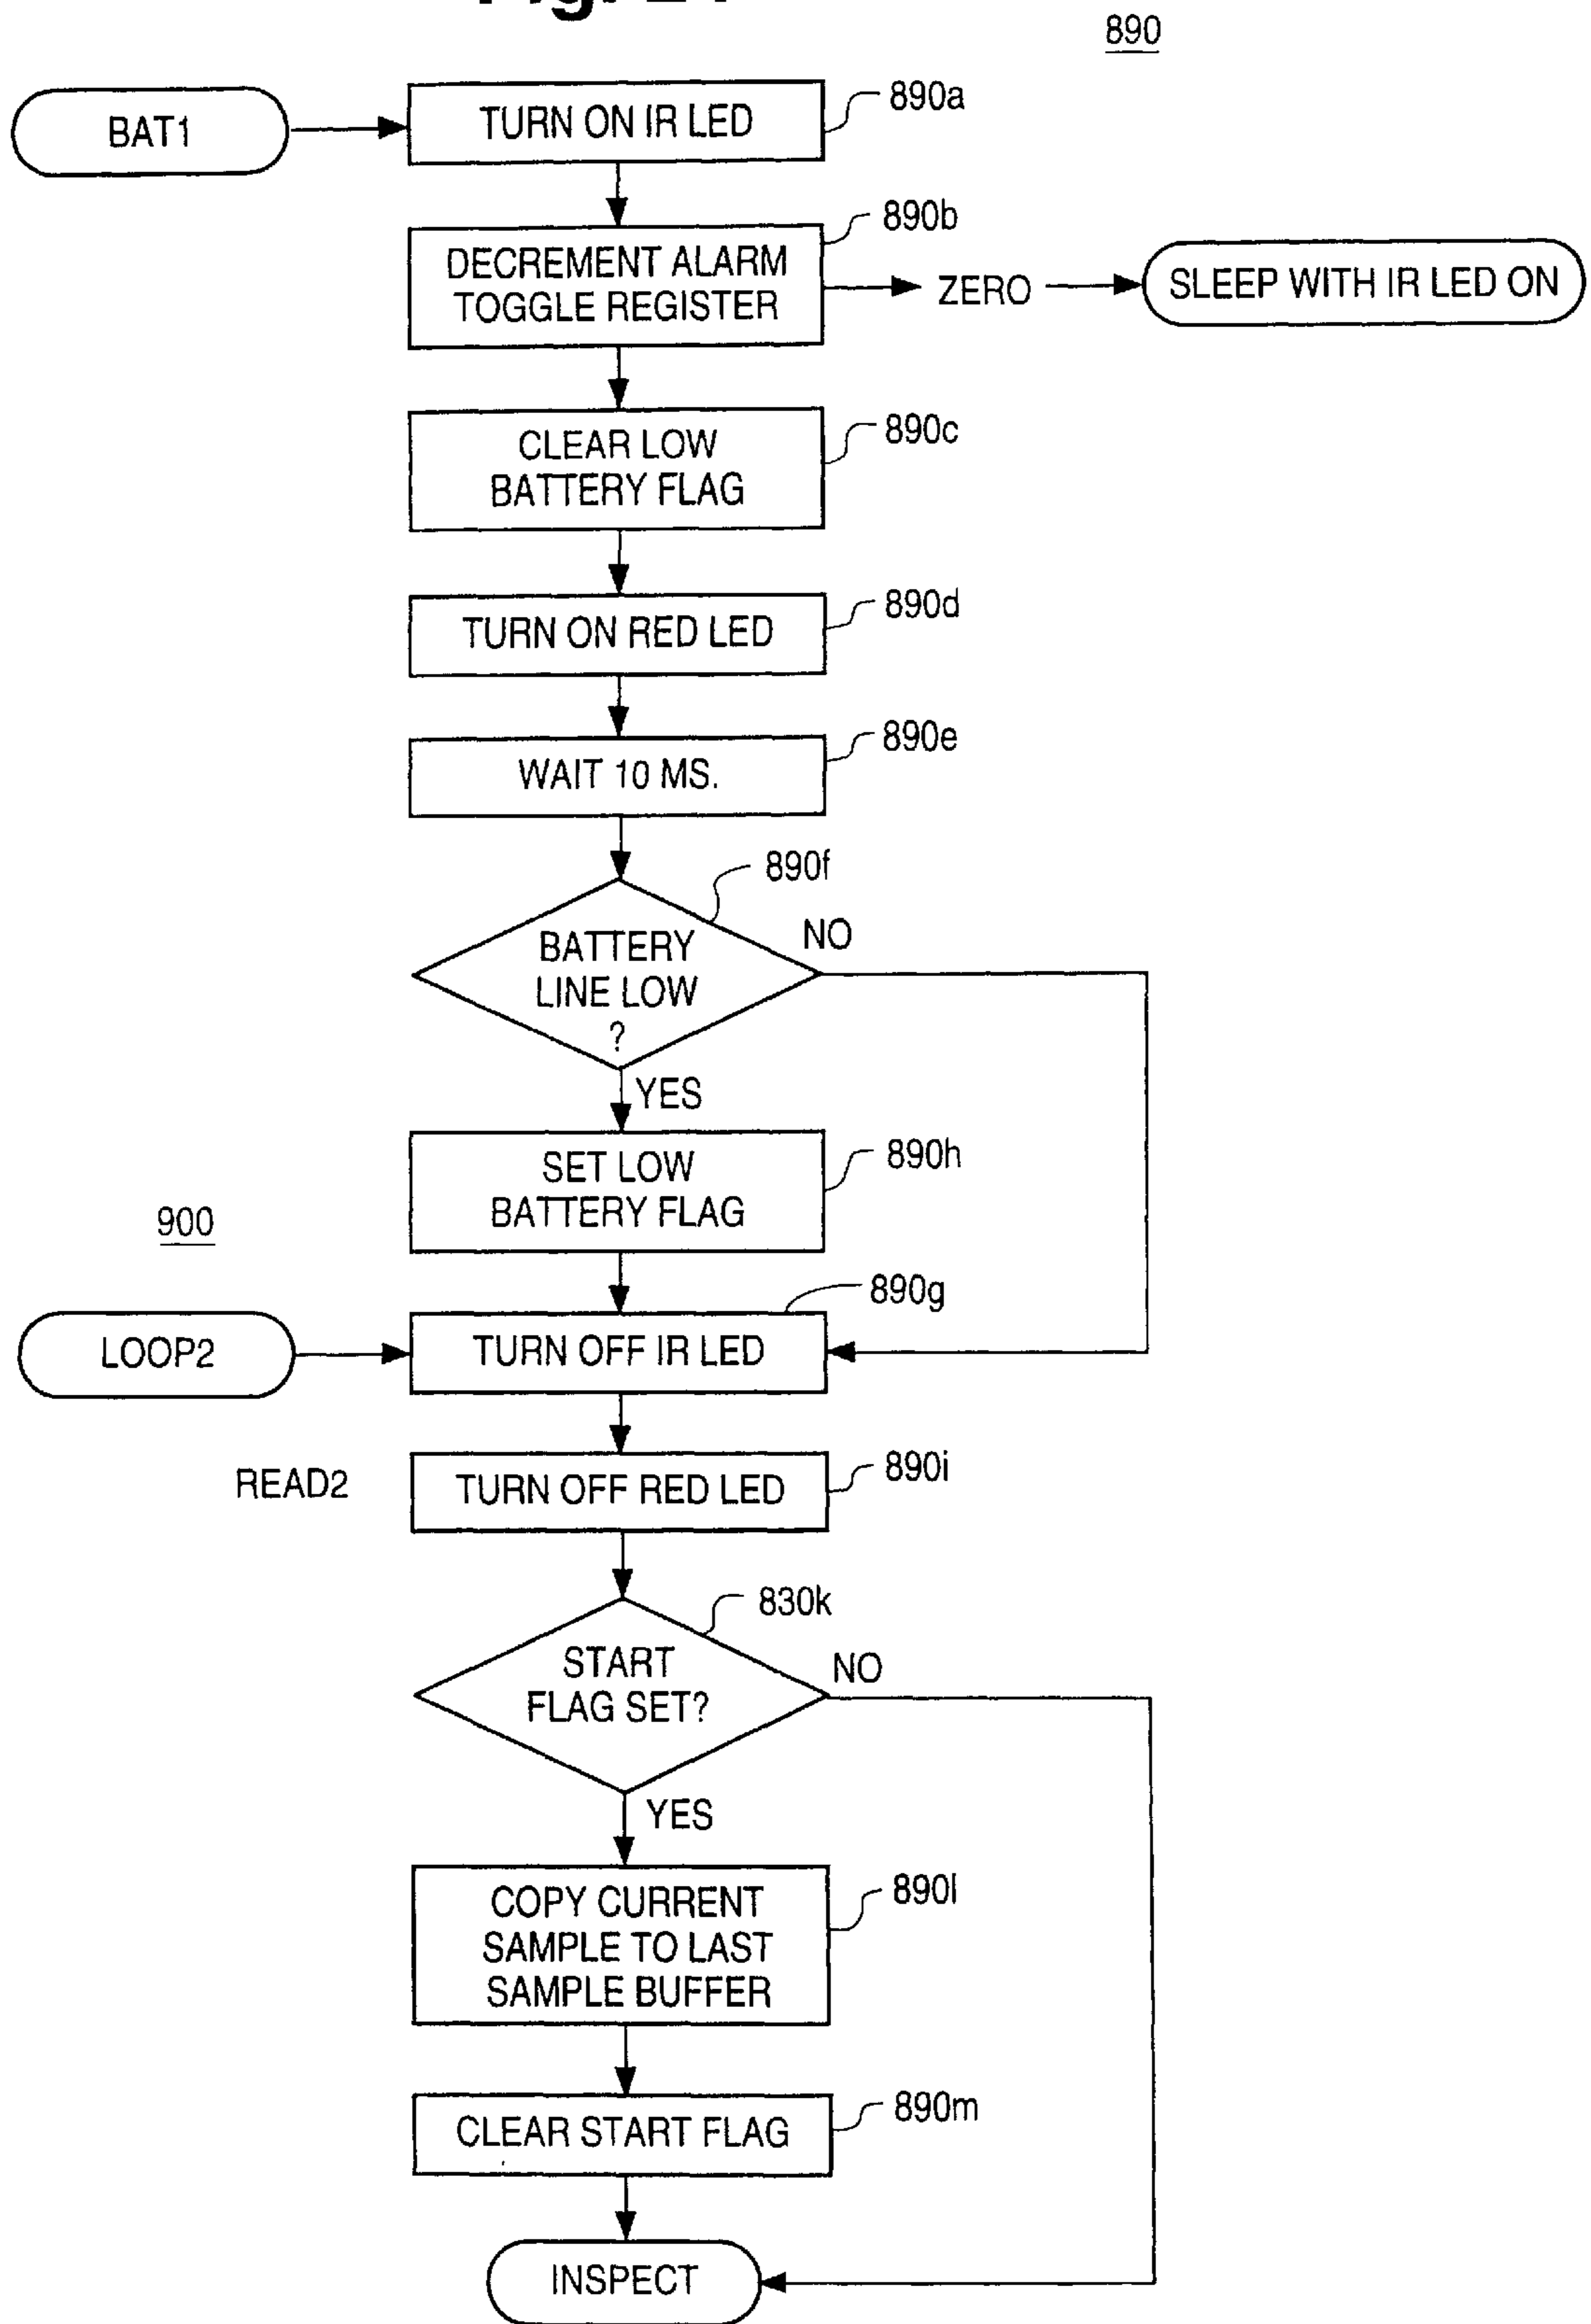 890
BAT1
TURN ON IR LED
890a
DECREMENT ALARM
TOGGLE REGISTER
890b
ZERO
SLEEP WITH IR LED ON
CLEAR LOW
BATTERY FLAG
890c
TURN ON RED LED
890d
WAIT 10 MS.
890e
BATTERY
LINE LOW
?
890f
NO
YES
SET LOW
BATTERY FLAG
890h
900
LOOP2
TURN OFF IR LED
890g
READ2
TURN OFF RED LED
890i
START
FLAG SET?
830k
NO
YES
COPY CURRENT
SAMPLE TO LAST
SAMPLE BUFFER
890l
CLEAR START FLAG
890m
INSPECT